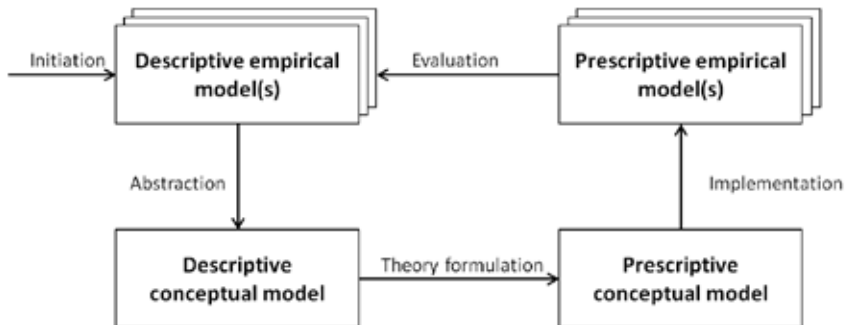 Initiation
Descriptive empirical
model(s)
Evaluation
Prescriptive empirical
model(s)
Abstraction
Implementation
Descriptive
conceptual model
Theory formulation
Prescriptive
conceptual model